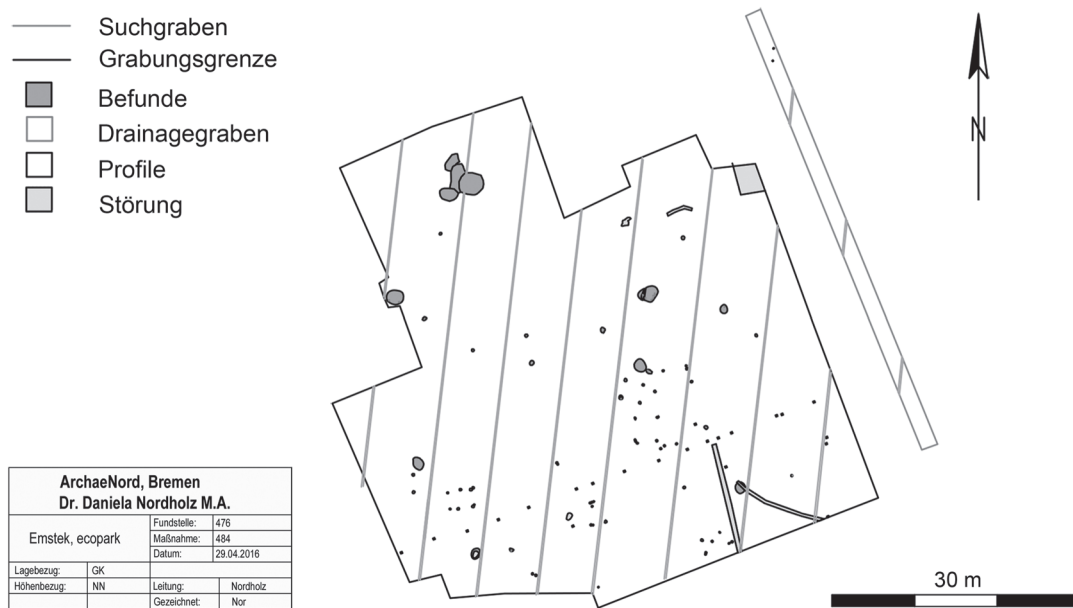 Suchgraben
Grabungsgrenze
Befunde
Drainagegraben
Profile
Störung
N
ArchaeNord, Bremen
Dr. Daniela Nordholz M.A.
Emstek, ecopark
Fundstelle: 476
Maßnahme: 484
Datum: 29.04.2016
Lagebezug: GK
Höhenbezug: NN Leitung: Nordholz
Gezeichnet: Nor
30 m